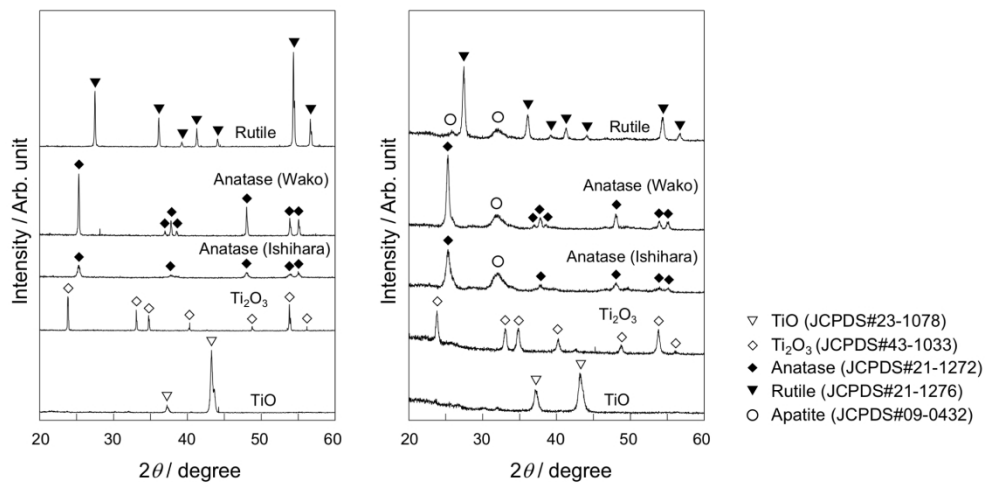 Intensity / Arb. unit
Rutile
Anatase (Wako)
Anatase (Ishihara)
Ti₂O₃
TiO
20 30 40 50 60
2θ / degree
Intensity / Arb. unit
Rutile
Anatase (Wako)
Anatase (Ishihara)
Ti₂O₃
TiO
20 30 40 50 60
2θ / degree
▽ TiO (JCPDS#23-1078)
◇ Ti₂O₃ (JCPDS#43-1033)
◆ Anatase (JCPDS#21-1272)
▼ Rutile (JCPDS#21-1276)
○ Apatite (JCPDS#09-0432)